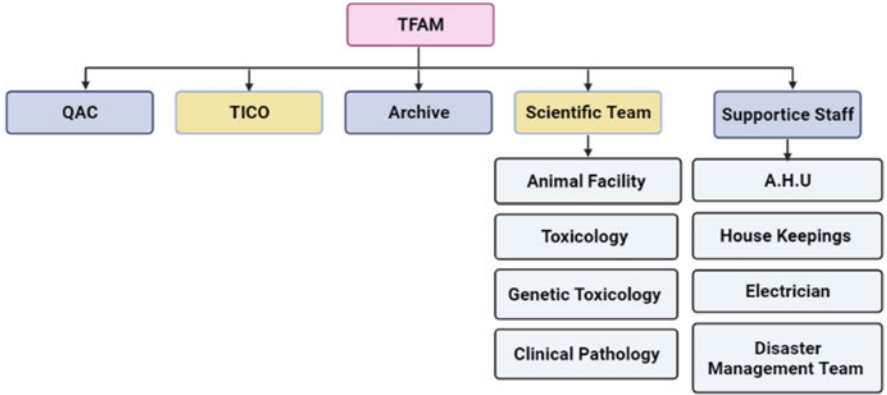 TFAM
QAC
TICO
Archive
Scientific Team
Supportice Staff
Animal Facility
Toxicology
Genetic Toxicology
Clinical Pathology
A.H.U
House Keepings
Electrician
Disaster
Management Team